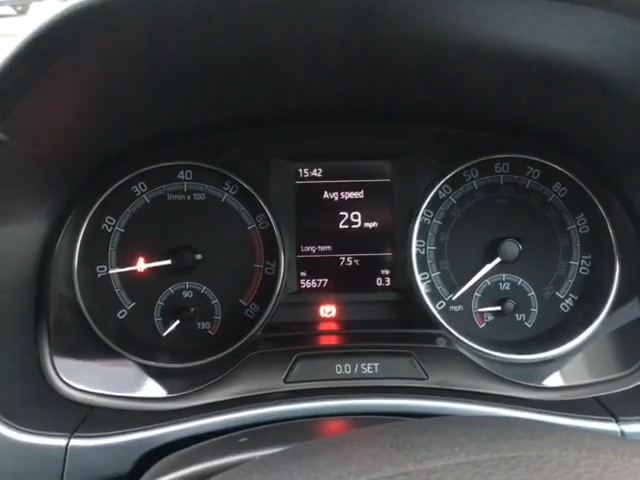 15:42
Avg speed
29 mph
Long-term
7.5 °C
mi trip
56677 0.3
0.0 / SET
0 10 20 30 40 50 60 70 80
1/min x 100
90 130
0 10 20 30 40 50 60 70 80 100 120 140
mph
1/2 1/1